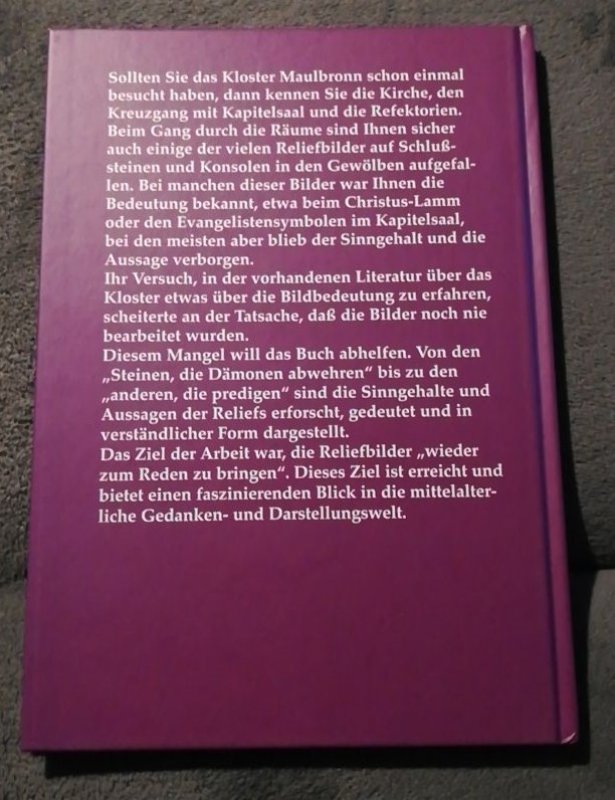 Sollten Sie das Kloster Maulbronn schon einmal
besucht haben, dann kennen Sie die Kirche, den
Kreuzgang mit Kapitelsaal und die Refektorien.
Beim Gang durch die Räume sind Ihnen sicher
auch einige der vielen Reliefbilder auf Schluß-
steinen und Konsolen in den Gewölben aufgefal-
len. Bei manchen dieser Bilder war Ihnen die
Bedeutung bekannt, etwa beim Christus-Lamm
oder den Evangelistensymbolen im Kapitelsaal,
bei den meisten aber blieb der Sinngehalt und die
Aussage verborgen.
Ihr Versuch, in der vorhandenen Literatur über das
Kloster etwas über die Bildbedeutung zu erfahren,
scheiterte an der Tatsache, daß die Bilder noch nie
bearbeitet wurden.
Diesem Mangel will das Buch abhelfen. Von den
„Steinen, die Dämonen abwehren“ bis zu den
„anderen, die predigen“ sind die Sinngehalte und
Aussagen der Reliefs erforscht, gedeutet und in
verständlicher Form dargestellt.
Das Ziel der Arbeit war, die Reliefbilder „wieder
zum Reden zu bringen“. Dieses Ziel ist erreicht und
bietet einen faszinierenden Blick in die mittelalter-
liche Gedanken- und Darstellungswelt.